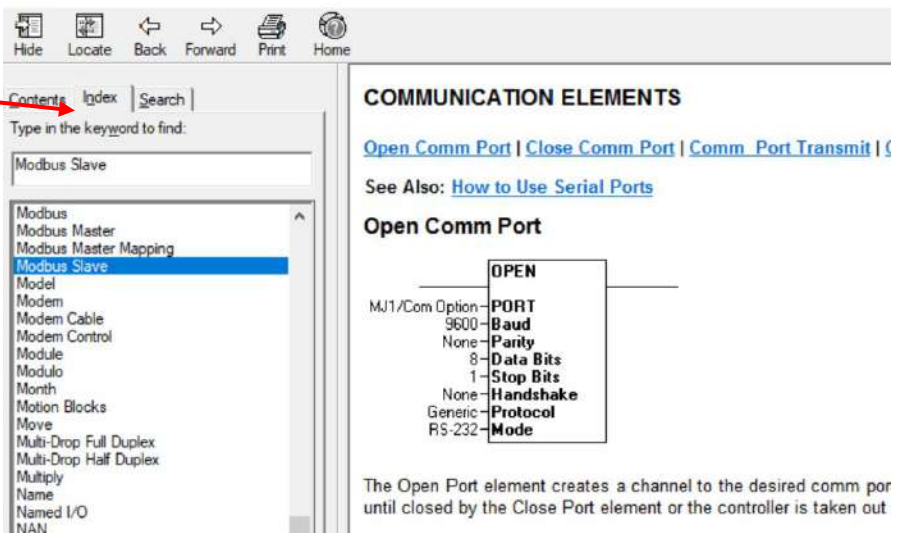 Hide Locate Back Forward Print Home
Contents Index Search
Type in the keyword to find:
Modbus Slave
Modbus
Modbus Master
Modbus Master Mapping
Modbus Slave
Model
Modem
Modem Cable
Modem Control
Module
Modulo
Month
Motion Blocks
Move
Multi-Drop Full Duplex
Multi-Drop Half Duplex
Multiply
Name
Named I/O
NAN
COMMUNICATION ELEMENTS
Open Comm Port | Close Comm Port | Comm Port Transmit |
See Also: How to Use Serial Ports
Open Comm Port
OPEN
MJ1/Com Option PORT
9600 Baud
None Parity
8 Data Bits
1 Stop Bits
None Handshake
Generic Protocol
RS-232 Mode
The Open Port element creates a channel to the desired comm por
until closed by the Close Port element or the controller is taken out